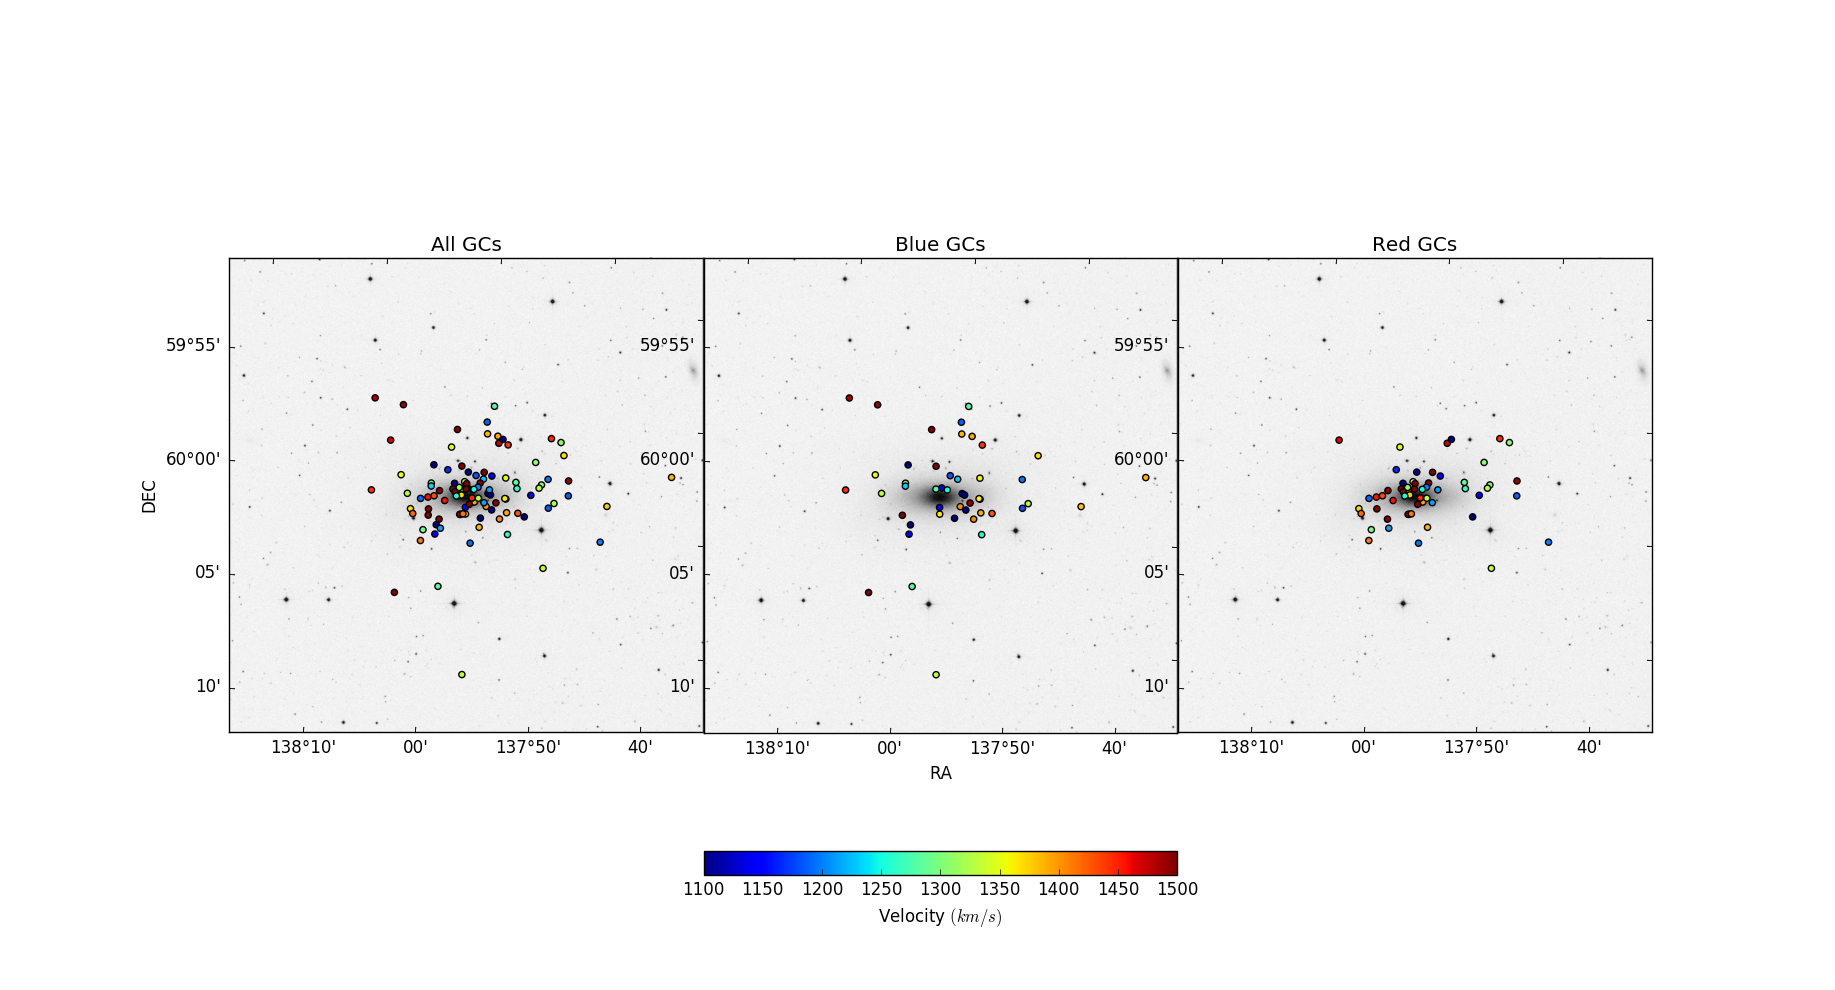 All GCs Blue GCs Red GCs
59°55' 59°55' 59°55'
60°00' 60°00' 60°00'
DEC
05' 05' 05'
10' 10' 10'
138°10' 00' 137°50' 40' 138°10' 00' 137°50' 40' 138°10' 00' 137°50' 40'
RA
1100 1150 1200 1250 1300 1350 1400 1450 1500
Velocity (km/s)